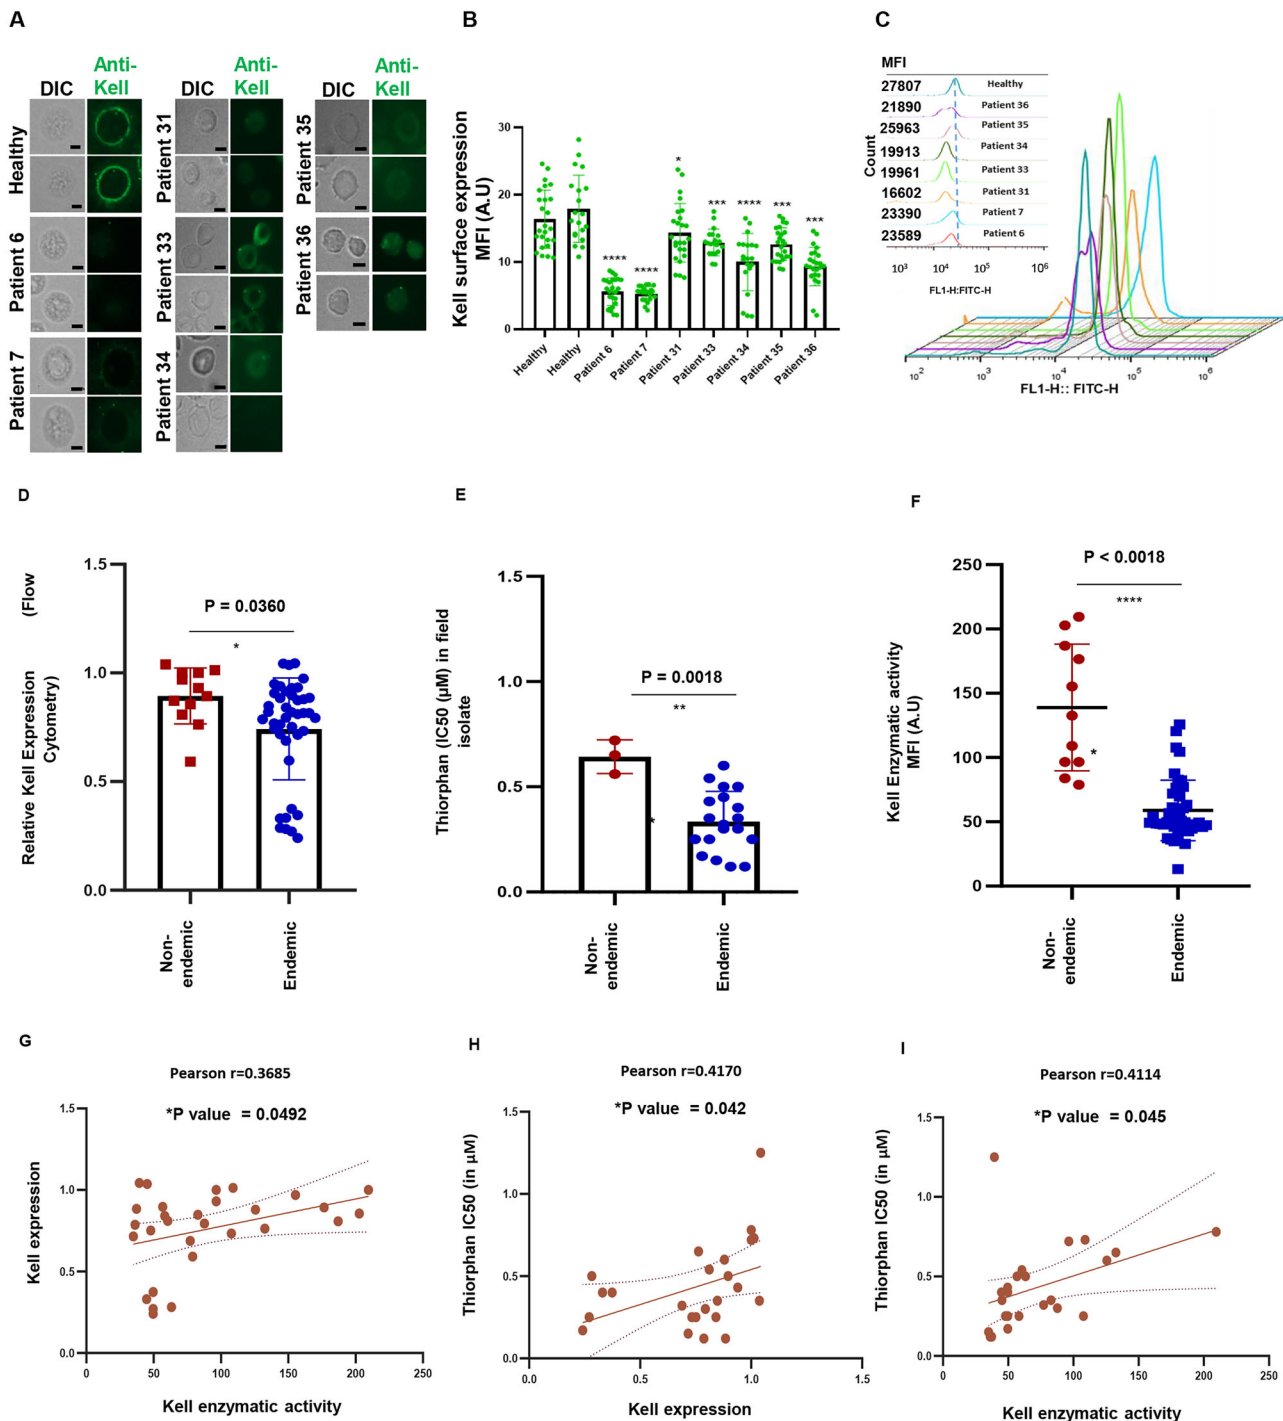 A
DIC
Anti-
Kell
DIC
Anti-
Kell
DIC
Anti-
Kell
Healthy
Patient 6
Patient 7
Patient 31
Patient 33
Patient 34
Patient 35
Patient 36
B
Kell surface expression
MFI (A.U)
30
20
10
0
****
****
*
***
****
***
***
Healthy
Healthy
Patient 6
Patient 7
Patient 31
Patient 33
Patient 34
Patient 35
Patient 36
C
MFI
27807 Healthy
21890 Patient 36
25963 Patient 35
19913 Patient 34
19961 Patient 33
16602 Patient 31
23390 Patient 7
23589 Patient 6
Count
10³ 10⁴ 10⁵ 10⁶
FL1-H:FITC-H
10² 10³ 10⁴ 10⁵ 10⁶
FL1-H:: FITC-H
D
Relative Kell Expression (Flow
Cytometry)
1.5
1.0
0.5
0.0
P = 0.0360
*
Non-
endemic
Endemic
E
Thiorphan (IC50 (µM) in field
isolate
1.5
1.0
0.5
0.0
P = 0.0018
**
*
Non-
endemic
Endemic
F
Kell Enzymatic activity
MFI (A.U)
250
200
150
100
50
0
P < 0.0018
****
*
Non-
endemic
Endemic
G
Pearson r=0.3685
*P value = 0.0492
Kell expression
1.5
1.0
0.5
0.0
0 50 100 150 200 250
Kell enzymatic activity
H
Pearson r=0.4170
*P value = 0.042
Thiorphan IC50 (in µM)
1.5
1.0
0.5
0.0
0.0 0.5 1.0 1.5
Kell expression
I
Pearson r=0.4114
*P value = 0.045
Thiorphan IC50 (in µM)
1.5
1.0
0.5
0.0
0 50 100 150 200 250
Kell enzymatic activity